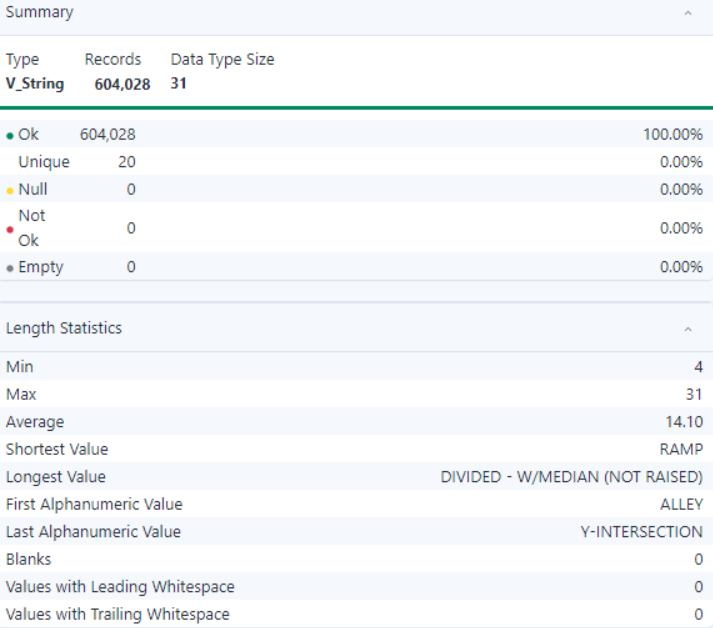 Summary
Type Records Data Type Size
V_String 604,028 31
Ok 604,028 100.00%
Unique 20 0.00%
Null 0 0.00%
Not
Ok 0 0.00%
Empty 0 0.00%
Length Statistics
Min 4
Max 31
Average 14.10
Shortest Value RAMP
Longest Value DIVIDED - W/MEDIAN (NOT RAISED)
First Alphanumeric Value ALLEY
Last Alphanumeric Value Y-INTERSECTION
Blanks 0
Values with Leading Whitespace 0
Values with Trailing Whitespace 0